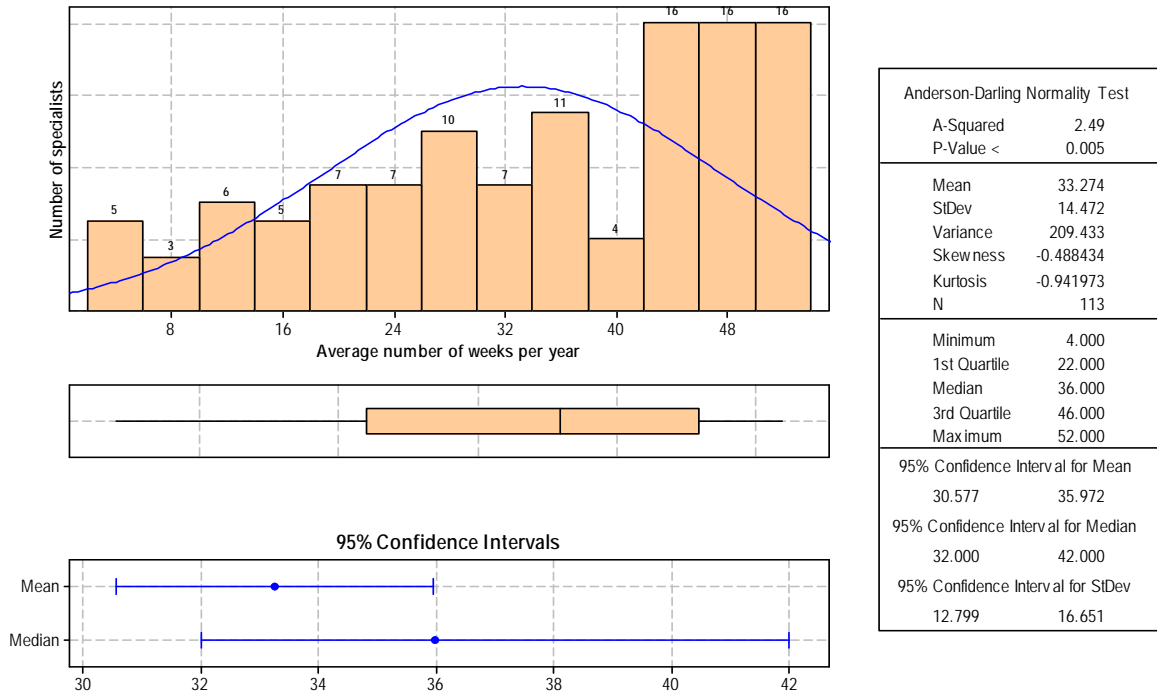 Number of specialists
5
3
6
5
7
7
10
7
11
4
16
16
16
8 16 24 32 40 48
Average number of weeks per year
95% Confidence Intervals
Mean
Median
30 32 34 36 38 40 42
Anderson-Darling Normality Test
A-Squared 2.49
P-Value < 0.005
Mean 33.274
StDev 14.472
Variance 209.433
Skewness -0.488434
Kurtosis -0.941973
N 113
Minimum 4.000
1st Quartile 22.000
Median 36.000
3rd Quartile 46.000
Maximum 52.000
95% Confidence Interval for Mean
30.577 35.972
95% Confidence Interval for Median
32.000 42.000
95% Confidence Interval for StDev
12.799 16.651